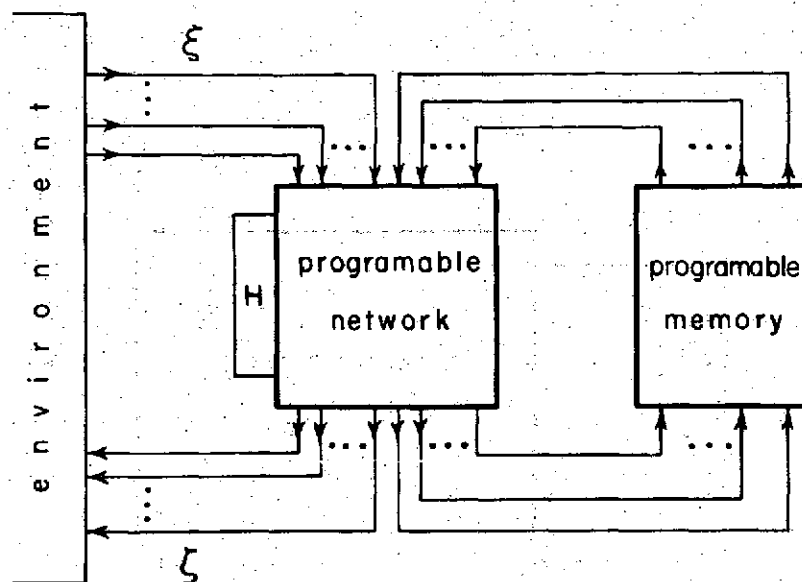 ξ
environment
H
programable
network
programable
memory
ζ